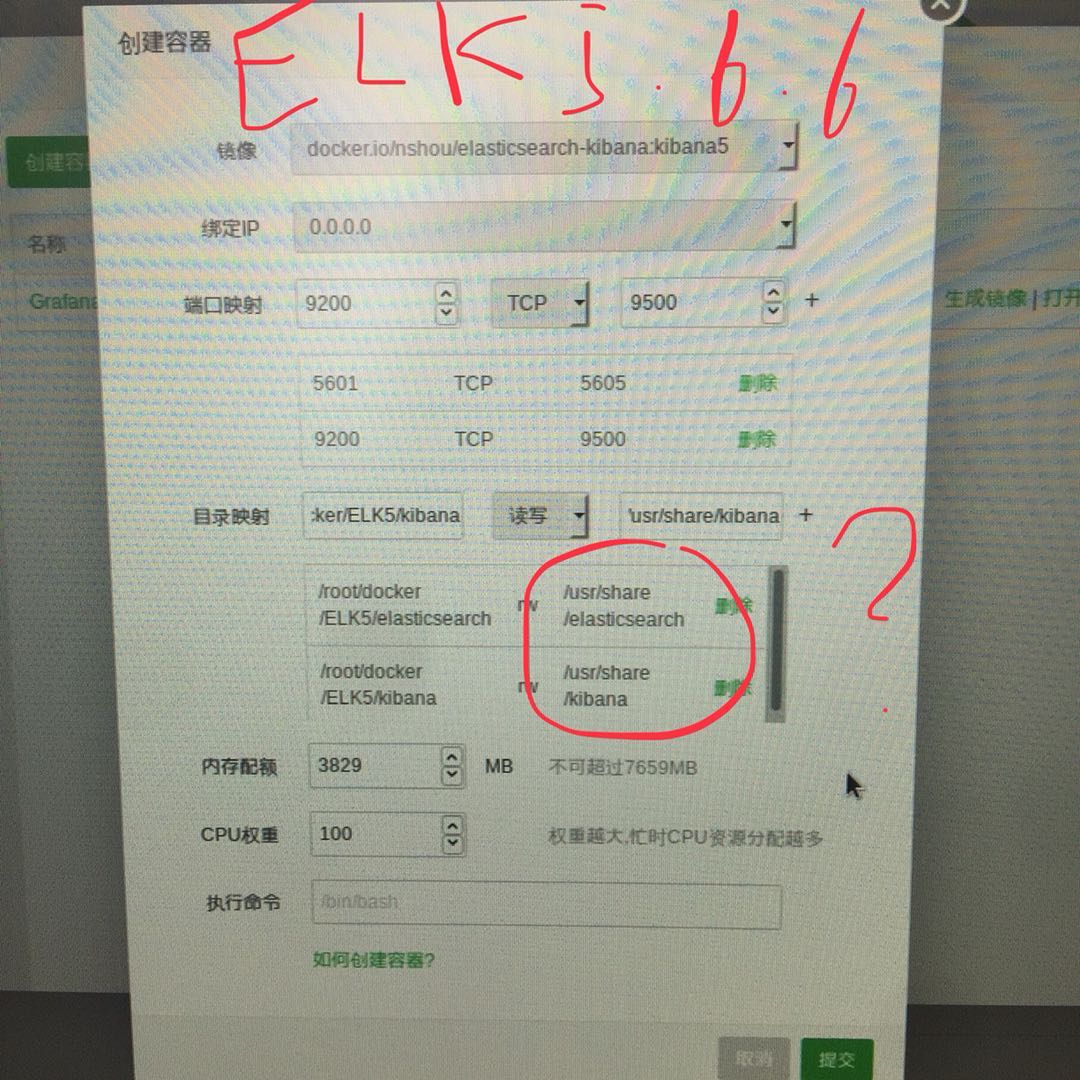 ELK 5.6.6
创建容器
镜像 docker.io/nshou/elasticsearch-kibana:kibana5
创建容
绑定IP 0.0.0.0
名称
Grafana
端口映射 9200 TCP 9500 +
生成镜像 | 打开
5601 TCP 5605 删除
9200 TCP 9500 删除
目录映射 :ker/ELK5/kibana 读写 /usr/share/kibana +
?
/root/docker
/ELK5/elasticsearch rw /usr/share
/elasticsearch 删除
/root/docker
/ELK5/kibana rw /usr/share
/kibana 删除
内存配额 3829 MB 不可超过7659MB
CPU权重 100 权重越大,忙时CPU资源分配越多
执行命令 /bin/bash
如何创建容器?
取消 提交